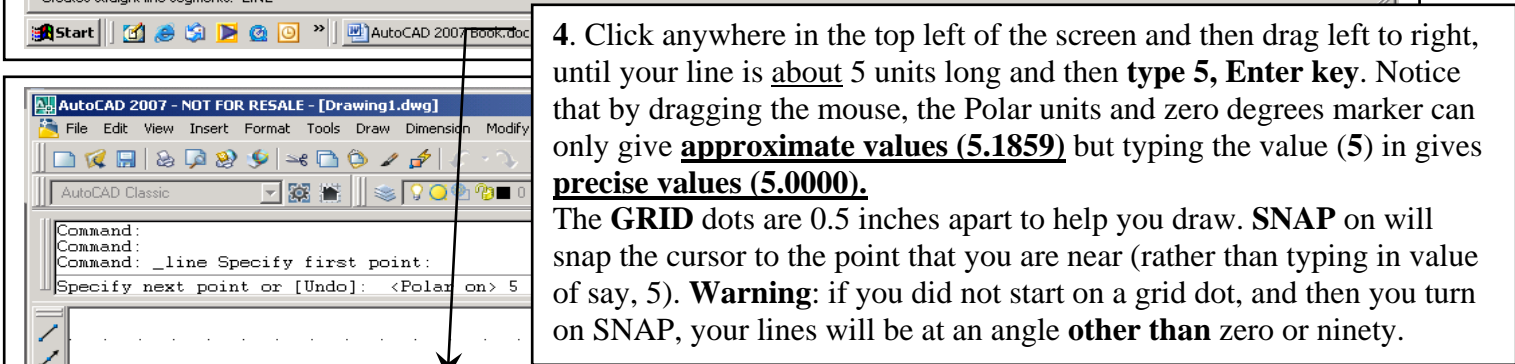 Start » AutoCAD 2007 Book.doc
AutoCAD 2007 - NOT FOR RESALE - [Drawing1.dwg]
File Edit View Insert Format Tools Draw Dimension Modify
AutoCAD Classic 0
Command:
Command:
Command: _line Specify first point:
Specify next point or [Undo]: <Polar on> 5
4. Click anywhere in the top left of the screen and then drag left to right,
until your line is about 5 units long and then type 5, Enter key. Notice
that by dragging the mouse, the Polar units and zero degrees marker can
only give approximate values (5.1859) but typing the value (5) in gives
precise values (5.0000).
The GRID dots are 0.5 inches apart to help you draw. SNAP on will
snap the cursor to the point that you are near (rather than typing in value
of say, 5). Warning: if you did not start on a grid dot, and then you turn
on SNAP, your lines will be at an angle other than zero or ninety.